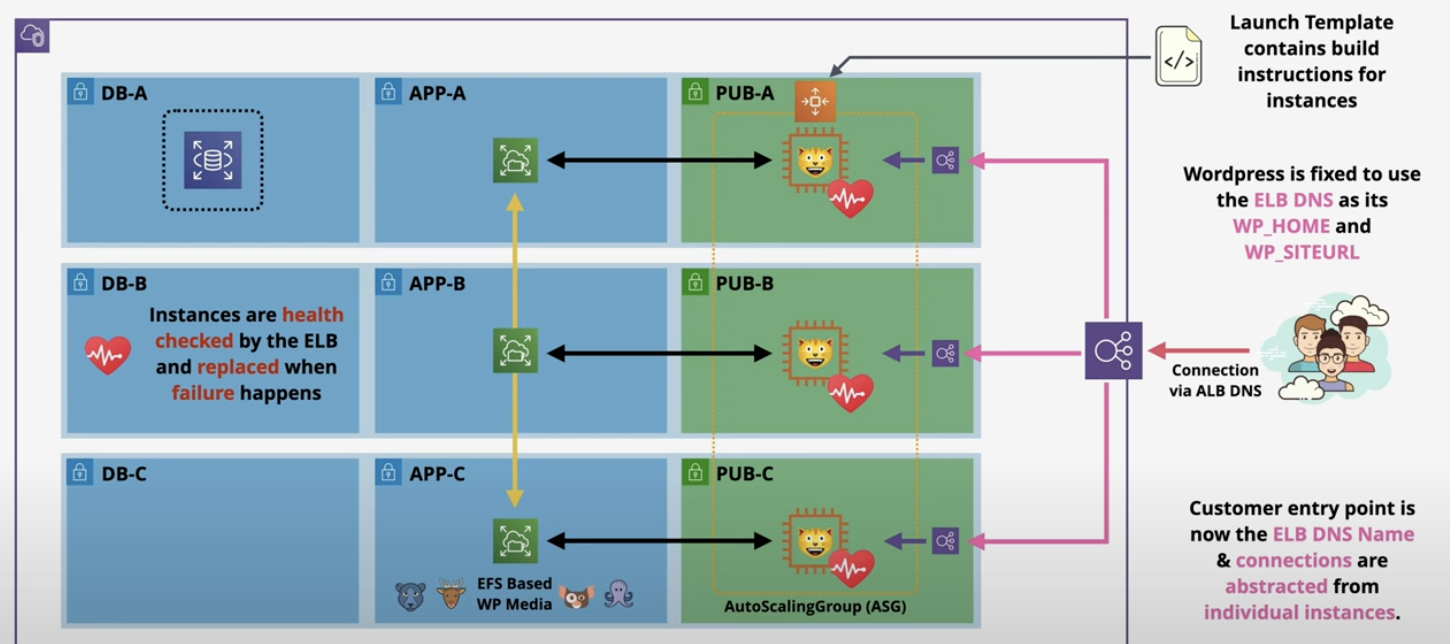 Launch Template
contains build
instructions for
instances
</>
DB-A
APP-A
PUB-A
Wordpress is fixed to use
the ELB DNS as its
WP_HOME and
WP_SITEURL
DB-B
APP-B
PUB-B
Instances are health
checked by the ELB
and replaced when
failure happens
Connection
via ALB DNS
DB-C
APP-C
PUB-C
EFS Based
WP Media
AutoScalingGroup (ASG)
Customer entry point is
now the ELB DNS Name
& connections are
abstracted from
individual instances.